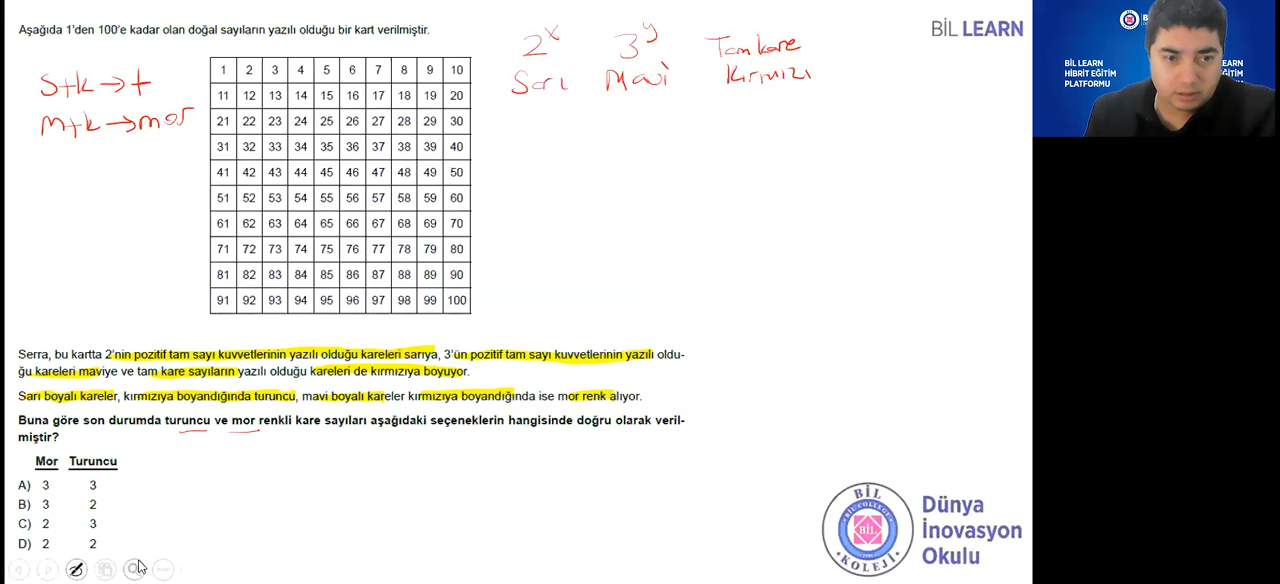 Aşağıda 1'den 100'e kadar olan doğal sayıların yazılı olduğu bir kart verilmiştir.
2^x 3^y Tamkare
Sarı Mavi Kırmızı
S+k → t
M+k → mor
1 2 3 4 5 6 7 8 9 10
11 12 13 14 15 16 17 18 19 20
21 22 23 24 25 26 27 28 29 30
31 32 33 34 35 36 37 38 39 40
41 42 43 44 45 46 47 48 49 50
51 52 53 54 55 56 57 58 59 60
61 62 63 64 65 66 67 68 69 70
71 72 73 74 75 76 77 78 79 80
81 82 83 84 85 86 87 88 89 90
91 92 93 94 95 96 97 98 99 100
Serra, bu kartta 2'nin pozitif tam sayı kuvvetlerinin yazılı olduğu kareleri sarıya, 3'ün pozitif tam sayı kuvvetlerinin yazılı oldu-
ğu kareleri maviye ve tam kare sayıların yazılı olduğu kareleri de kırmızıya boyuyor.
Sarı boyalı kareler, kırmızıya boyandığında turuncu, mavi boyalı kareler kırmızıya boyandığında ise mor renk alıyor.
Buna göre son durumda turuncu ve mor renkli kare sayıları aşağıdaki seçeneklerin hangisinde doğru olarak veril-
miştir?
Mor Turuncu
A) 3 3
B) 3 2
C) 2 3
D) 2 2
BİL LEARN
BİL LEARN
HİBRİT EĞİTİM
PLATFORMU
BİL
BİL COLLEGE
BİL
KOLEJİ
Dünya
İnovasyon
Okulu